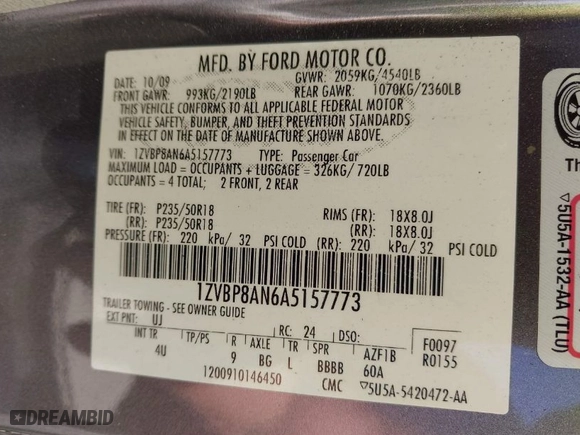 MFD. BY FORD MOTOR CO.
DATE: 10/09 GVWR: 2059KG/4540LB
FRONT GAWR: 993KG/2190LB REAR GAWR: 1070KG/2360LB
THIS VEHICLE CONFORMS TO ALL APPLICABLE FEDERAL MOTOR
VEHICLE SAFETY, BUMPER, AND THEFT PREVENTION STANDARDS
IN EFFECT ON THE DATE OF MANUFACTURE SHOWN ABOVE.
VIN: 1ZVBP8AN6A5157773 TYPE: Passenger Car
MAXIMUM LOAD = OCCUPANTS + LUGGAGE = 326KG/ 720LB
OCCUPANTS = 4 TOTAL; 2 FRONT, 2 REAR
TIRE (FR): P235/50R18 RIMS (FR): 18X8.0J
(RR): P235/50R18 (RR): 18X8.0J
PRESSURE (FR): 220 kPa/ 32 PSI COLD (RR): 220 kPa/ 32 PSI COLD
1ZVBP8AN6A5157773
TRAILER TOWING - SEE OWNER GUIDE
EXT PNT: UJ RC: 24 DSO: F0097
INT TR TP/PS R AXLE TR SPR AZF1B R0155
4U 9 BG L BBBB 60A
1200910146450 CMC ▽5U5A-5420472-AA
Th
▽5U5A-1532-AA (TLU)
DREAMBID